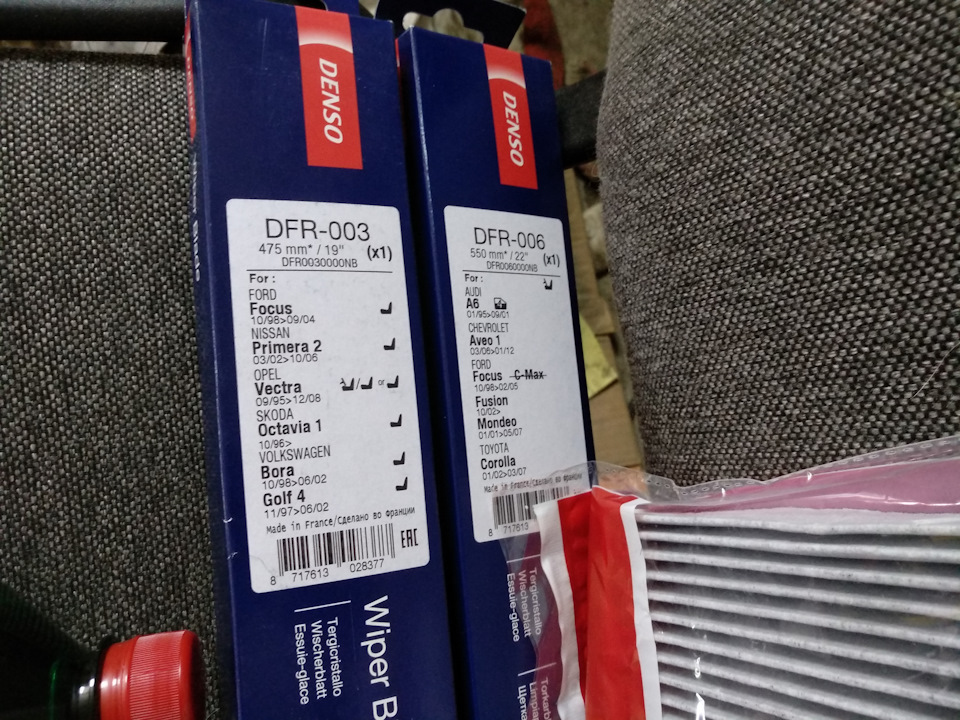 DENSO
DFR-003
475 mm* / 19" (x1)
DFR0030000NB
For :
FORD
Focus
10/98>09/04
NISSAN
Primera 2
03/02>10/06
OPEL
Vectra or
09/95>12/08
SKODA
Octavia 1
10/96>
VOLKSWAGEN
Bora
10/98>06/02
Golf 4
11/97>06/02
Made in France/Сделано во франции
EAC
8 717613 028377
Wiper B
Tergicristallo
Wischerblatt
Essuie-glace
Blade
DENSO
DFR-006
550 mm* / 22" (x1)
DFR0060000NB
For :
AUDI
A6
01/95>09/01
CHEVROLET
Aveo 1
03/06>01/12
FORD
Focus C-Max
10/98>02/05
Fusion
10/02>
Mondeo
01/01>05/07
TOYOTA
Corolla
01/02>03/07
Made in France/Сделано во франции
8 717613
Tergicristallo
Wischerblatt
Essuie-glace